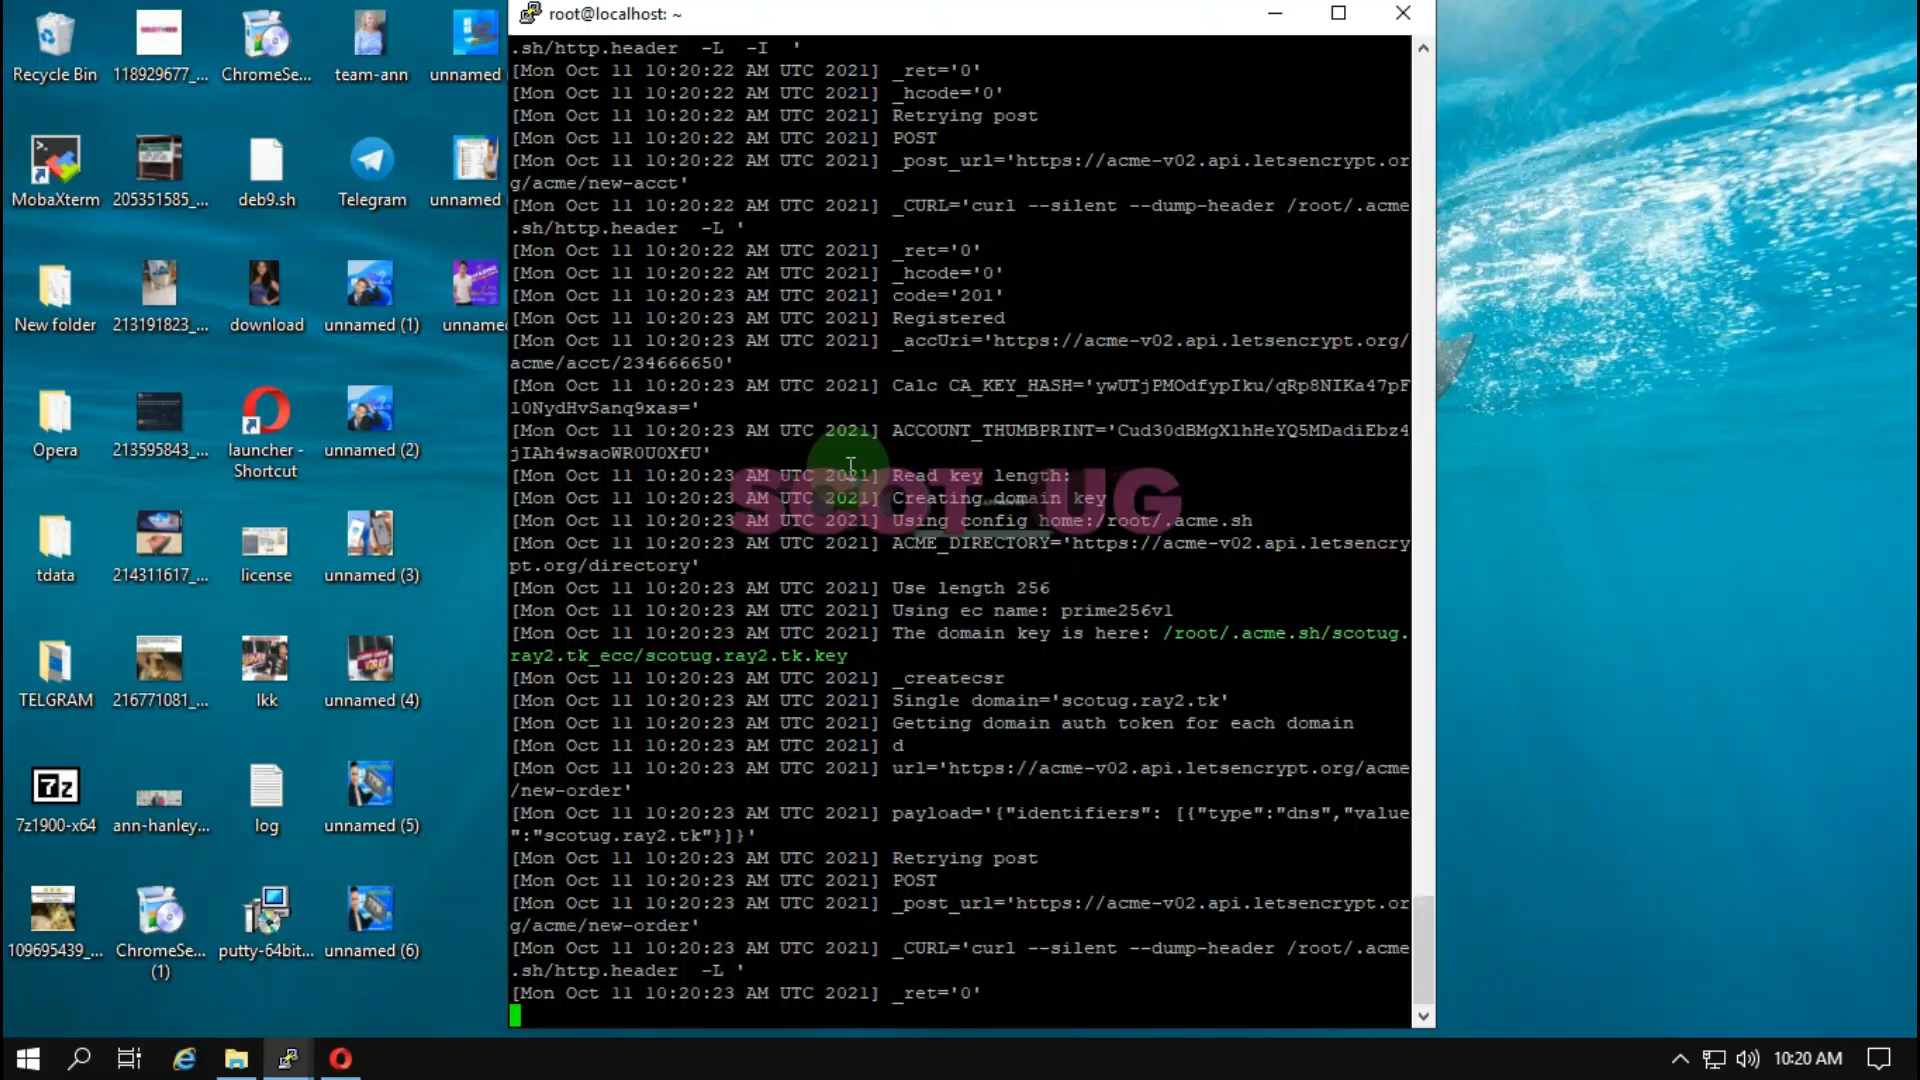 root@localhost: ~
.sh/http.header  -L  -I  '
[Mon Oct 11 10:20:22 AM UTC 2021] _ret='0'
[Mon Oct 11 10:20:22 AM UTC 2021] _hcode='0'
[Mon Oct 11 10:20:22 AM UTC 2021] Retrying post
[Mon Oct 11 10:20:22 AM UTC 2021] POST
[Mon Oct 11 10:20:22 AM UTC 2021] _post_url='https://acme-v02.api.letsencrypt.or
g/acme/new-acct'
[Mon Oct 11 10:20:22 AM UTC 2021] _CURL='curl --silent --dump-header /root/.acme
.sh/http.header  -L '
[Mon Oct 11 10:20:22 AM UTC 2021] _ret='0'
[Mon Oct 11 10:20:22 AM UTC 2021] _hcode='0'
[Mon Oct 11 10:20:23 AM UTC 2021] code='201'
[Mon Oct 11 10:20:23 AM UTC 2021] Registered
[Mon Oct 11 10:20:23 AM UTC 2021] _accUri='https://acme-v02.api.letsencrypt.org/
acme/acct/234666650'
[Mon Oct 11 10:20:23 AM UTC 2021] Calc CA_KEY_HASH='ywUTjPMOdfypIku/qRp8NIKa47pF
l0NydHvSanq9xas='
[Mon Oct 11 10:20:23 AM UTC 2021] ACCOUNT_THUMBPRINT='Cud30dBMgXlhHeYQ5MDadiEbz4
jIAh4wsaoWR0U0XfU'
[Mon Oct 11 10:20:23 AM UTC 2021] Read key length:
[Mon Oct 11 10:20:23 AM UTC 2021] Creating domain key
[Mon Oct 11 10:20:23 AM UTC 2021] Using config home:/root/.acme.sh
[Mon Oct 11 10:20:23 AM UTC 2021] ACME_DIRECTORY='https://acme-v02.api.letsencry
pt.org/directory'
[Mon Oct 11 10:20:23 AM UTC 2021] Use length 256
[Mon Oct 11 10:20:23 AM UTC 2021] Using ec name: prime256v1
[Mon Oct 11 10:20:23 AM UTC 2021] The domain key is here: /root/.acme.sh/scotug.
ray2.tk_ecc/scotug.ray2.tk.key
[Mon Oct 11 10:20:23 AM UTC 2021] _createcsr
[Mon Oct 11 10:20:23 AM UTC 2021] Single domain='scotug.ray2.tk'
[Mon Oct 11 10:20:23 AM UTC 2021] Getting domain auth token for each domain
[Mon Oct 11 10:20:23 AM UTC 2021] d
[Mon Oct 11 10:20:23 AM UTC 2021] url='https://acme-v02.api.letsencrypt.org/acme
/new-order'
[Mon Oct 11 10:20:23 AM UTC 2021] payload='{"identifiers": [{"type":"dns","value
":"scotug.ray2.tk"}]}'
[Mon Oct 11 10:20:23 AM UTC 2021] Retrying post
[Mon Oct 11 10:20:23 AM UTC 2021] POST
[Mon Oct 11 10:20:23 AM UTC 2021] _post_url='https://acme-v02.api.letsencrypt.or
g/acme/new-order'
[Mon Oct 11 10:20:23 AM UTC 2021] _CURL='curl --silent --dump-header /root/.acme
.sh/http.header  -L '
[Mon Oct 11 10:20:23 AM UTC 2021] _ret='0'
SCOT_UG
Recycle Bin
118929677_...
ChromeSe...
team-ann
unnamed
MobaXterm
205351585_...
deb9.sh
Telegram
unnamed
New folder
213191823_...
download
unnamed (1)
unname
Opera
213595843_...
launcher -
Shortcut
unnamed (2)
tdata
214311617_...
license
unnamed (3)
TELGRAM
216771081_...
lkk
unnamed (4)
7z
7z1900-x64
ann-hanley...
log
unnamed (5)
109695439_...
ChromeSe...
(1)
putty-64bit...
unnamed (6)
10:20 AM